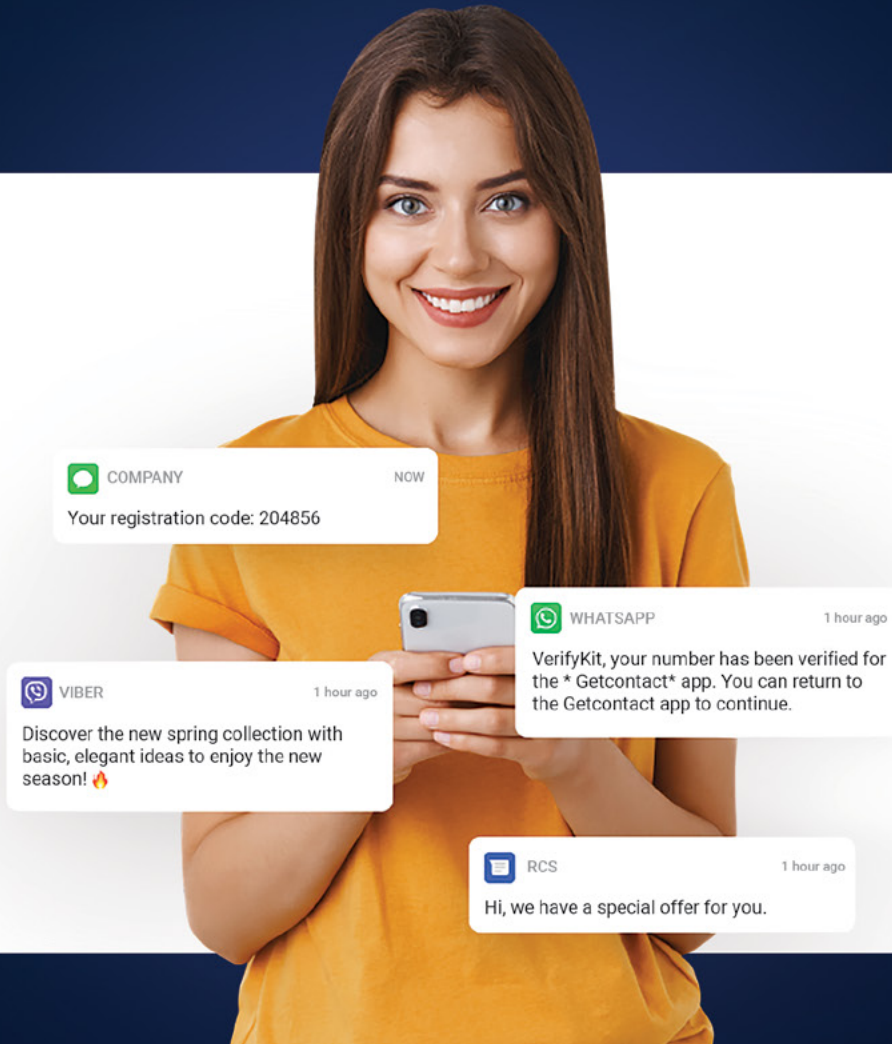 COMPANY NOW
Your registration code: 204856
WHATSAPP 1 hour ago
VerifyKit, your number has been verified for
the * Getcontact* app. You can return to
the Getcontact app to continue.
VIBER 1 hour ago
Discover the new spring collection with
basic, elegant ideas to enjoy the new
season! 🔥
RCS 1 hour ago
Hi, we have a special offer for you.